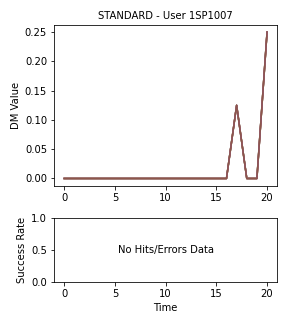 STANDARD - User 1SP1007
DM Value
0.25
0.20
0.15
0.10
0.05
0.00
0 5 10 15 20
Success Rate
1.0
0.5
0.0
No Hits/Errors Data
0 5 10 15 20
Time